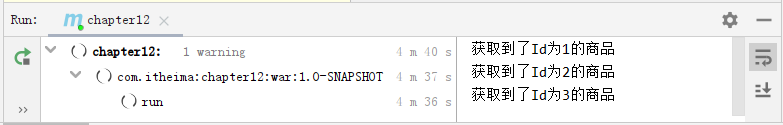 Run: chapter12
chapter12: 1 warning 4 m 40 s
com.itheima:chapter12:war:1.0-SNAPSHOT 4 m 37 s
run 4 m 36 s
获取到了Id为1的商品
获取到了Id为2的商品
获取到了Id为3的商品